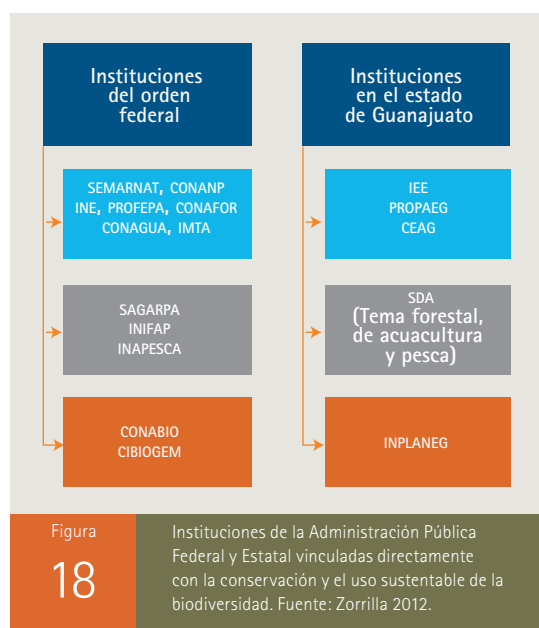 Instituciones
del orden
federal
SEMARNAT, CONANP
INE, PROFEPA, CONAFOR
CONAGUA, IMTA
SAGARPA
INIFAP
INAPESCA
CONABIO
CIBIOGEM
Instituciones
en el estado
de Guanajuato
IEE
PROPAEG
CEAG
SDA
(Tema forestal,
de acuacultura
y pesca)
INPLANEG
Figura
18
Instituciones de la Administración Pública
Federal y Estatal vinculadas directamente
con la conservación y el uso sustentable de la
biodiversidad. Fuente: Zorrilla 2012.